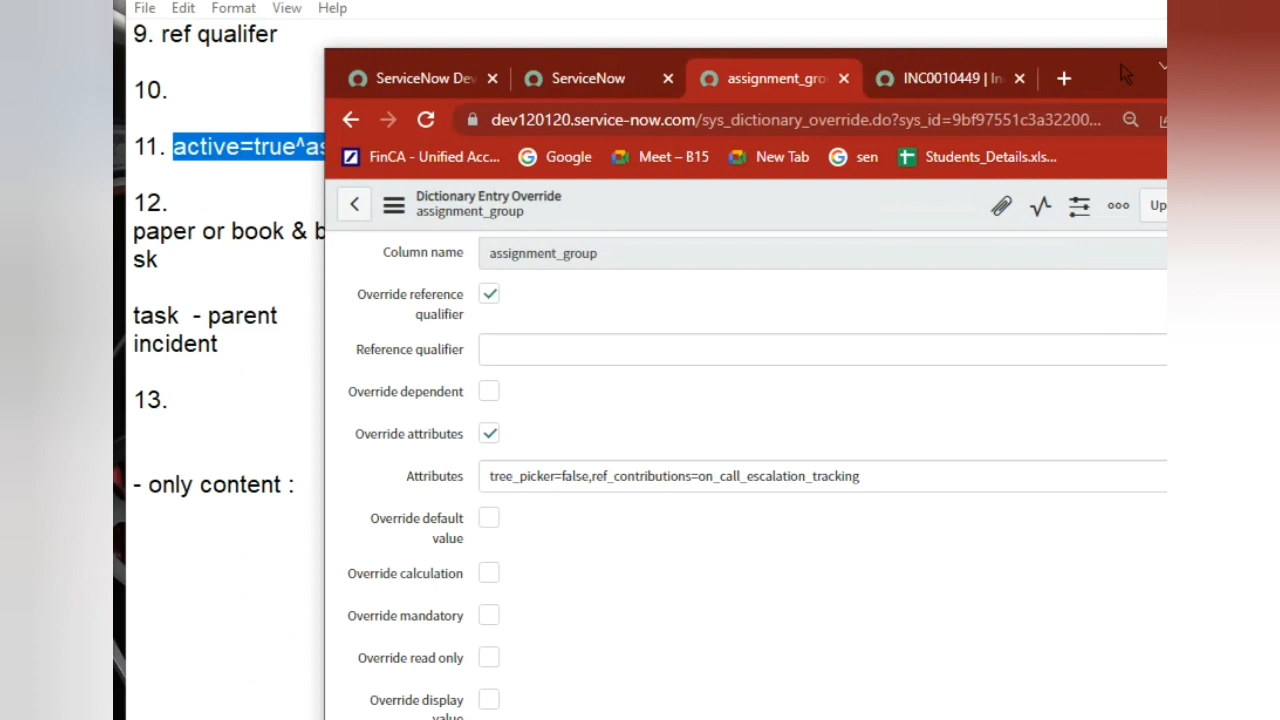 File Edit View Help
9. ref qualifer
10.
11. active=true^as
12.
paper or book & b
sk
task - parent
incident
13.
- only content :
ServiceNow Dev
ServiceNow
assignment_gro
INC0010449 | In
dev120120.service-now.com/sys_dictionary_override.do?sys_id=9bf97551c3a32200...
FinCA - Unified Acc...
Google
Meet – B15
New Tab
sen
Students_Details.xls...
Dictionary Entry Override
assignment_group
Up
Column name
assignment_group
Override reference
qualifier
Reference qualifier
Override dependent
Override attributes
Attributes
tree_picker=false,ref_contributions=on_call_escalation_tracking
Override default
value
Override calculation
Override mandatory
Override read only
Override display
value